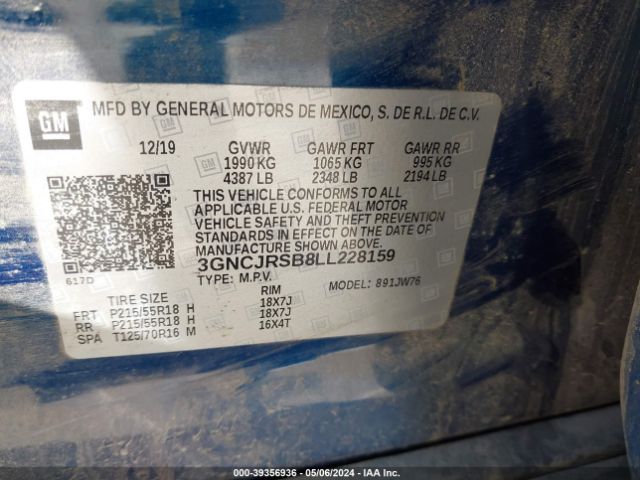 GM
MFD BY GENERAL MOTORS DE MEXICO, S. DE R.L. DE C.V.
12/19 GVWR GAWR FRT GAWR RR
1990 KG 1065 KG 995 KG
4387 LB 2348 LB 2194 LB
THIS VEHICLE CONFORMS TO ALL
APPLICABLE U.S. FEDERAL MOTOR
VEHICLE SAFETY AND THEFT PREVENTION
STANDARDS IN EFFECT ON THE DATE OF
MANUFACTURE SHOWN ABOVE.
3GNCJRSB8LL228159
617D
TYPE: M.P.V. MODEL: 891JW76
TIRE SIZE RIM
FRT P215/55R18 H 18X7J
RR P215/55R18 H 18X7J
SPA T125/70R16 M 16X4T
000-39356936 - 05/06/2024 - IAA Inc.